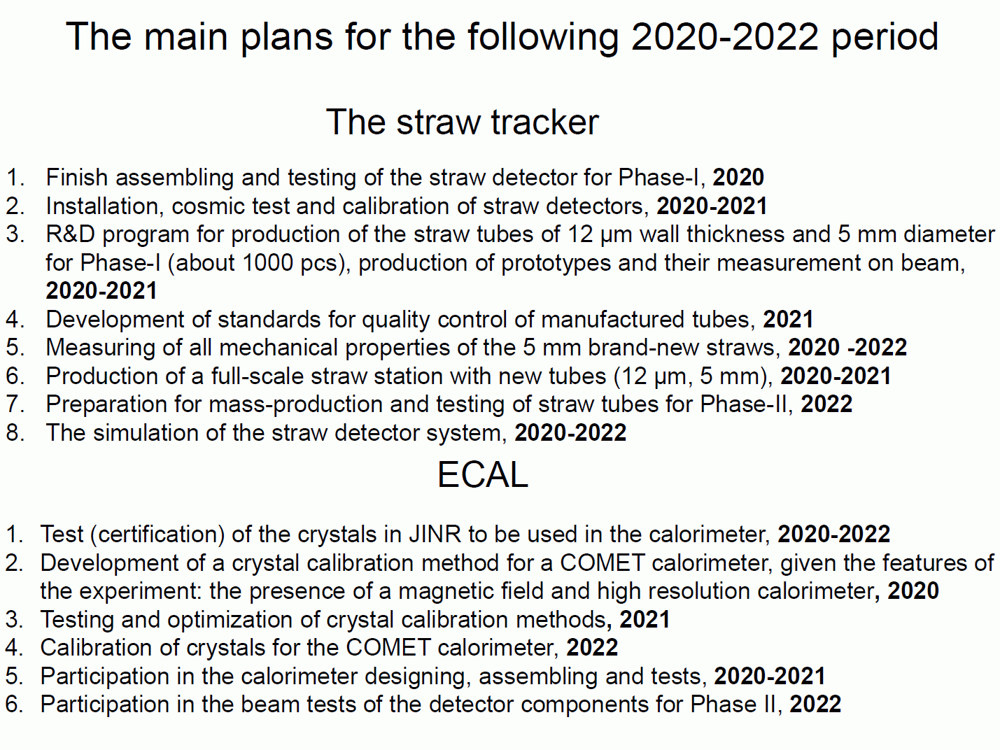 The main plans for the following 2020-2022 period
The straw tracker
1. Finish assembling and testing of the straw detector for Phase-I, 2020
2. Installation, cosmic test and calibration of straw detectors, 2020-2021
3. R&D program for production of the straw tubes of 12 µm wall thickness and 5 mm diameter
for Phase-I (about 1000 pcs), production of prototypes and their measurement on beam,
2020-2021
4. Development of standards for quality control of manufactured tubes, 2021
5. Measuring of all mechanical properties of the 5 mm brand-new straws, 2020 -2022
6. Production of a full-scale straw station with new tubes (12 µm, 5 mm), 2020-2021
7. Preparation for mass-production and testing of straw tubes for Phase-II, 2022
8. The simulation of the straw detector system, 2020-2022
ECAL
1. Test (certification) of the crystals in JINR to be used in the calorimeter, 2020-2022
2. Development of a crystal calibration method for a COMET calorimeter, given the features of
the experiment: the presence of a magnetic field and high resolution calorimeter, 2020
3. Testing and optimization of crystal calibration methods, 2021
4. Calibration of crystals for the COMET calorimeter, 2022
5. Participation in the calorimeter designing, assembling and tests, 2020-2021
6. Participation in the beam tests of the detector components for Phase II, 2022